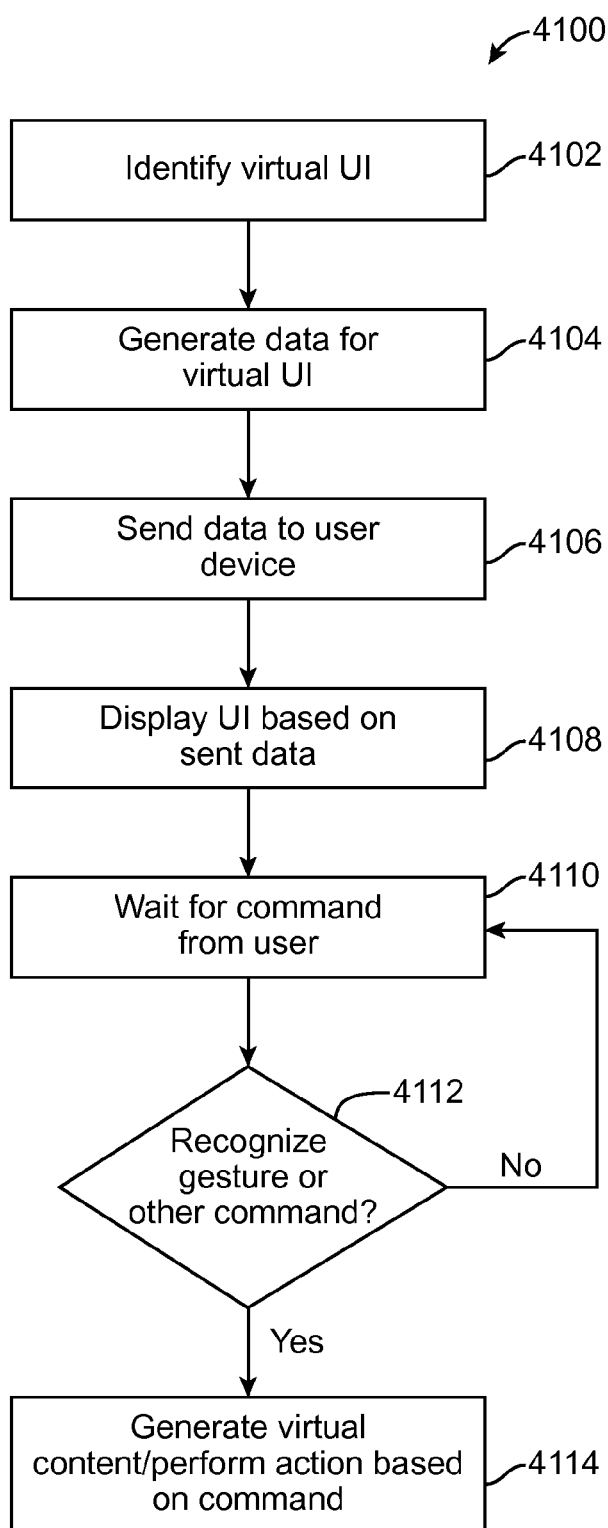 4100
Identify virtual UI
4102
Generate data for
virtual UI
4104
Send data to user
device
4106
Display UI based on
sent data
4108
Wait for command
from user
4110
Recognize
gesture or
other command?
4112
No
Yes
Generate virtual
content/perform action based
on command
4114